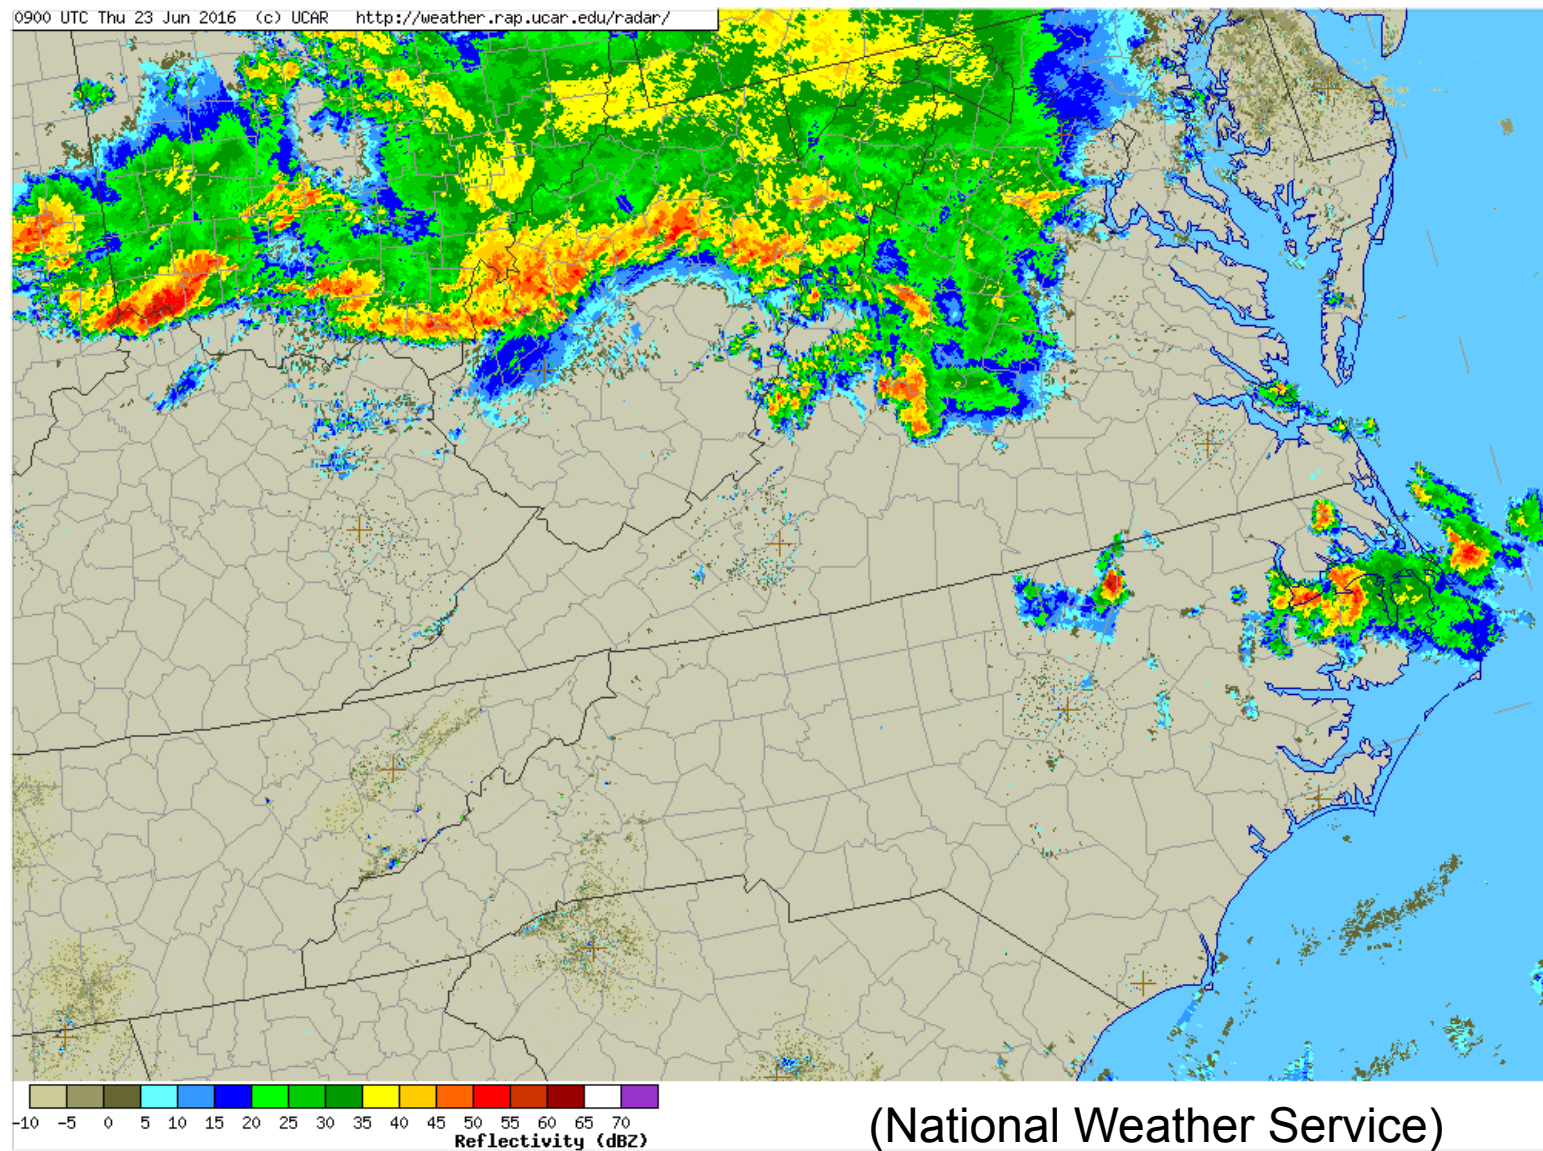 0900 UTC Thu 23 Jun 2016 (c) UCAR http://weather.rap.ucar.edu/radar/
-10 -5 0 5 10 15 20 25 30 35 40 45 50 55 60 65 70
Reflectivity (dBZ)
(National Weather Service)